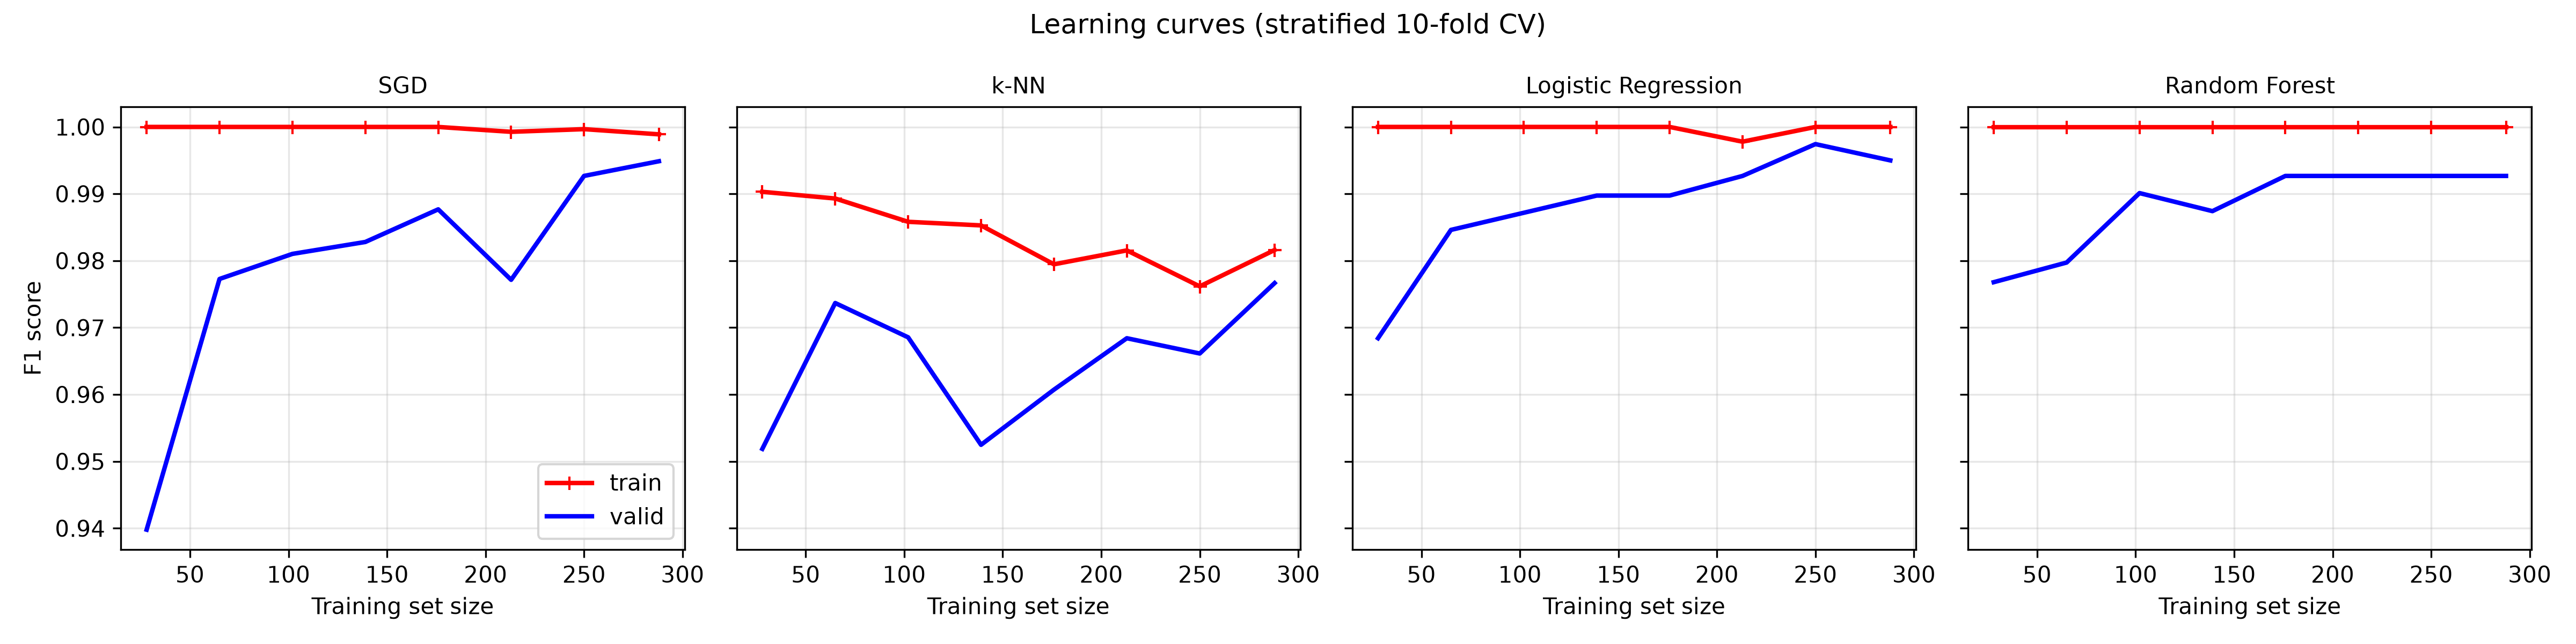 Learning curves (stratified 10-fold CV)
SGD
k-NN
Logistic Regression
Random Forest
F1 score
1.00
0.99
0.98
0.97
0.96
0.95
0.94
train
valid
50 100 150 200 250 300
50 100 150 200 250 300
50 100 150 200 250 300
50 100 150 200 250 300
Training set size
Training set size
Training set size
Training set size